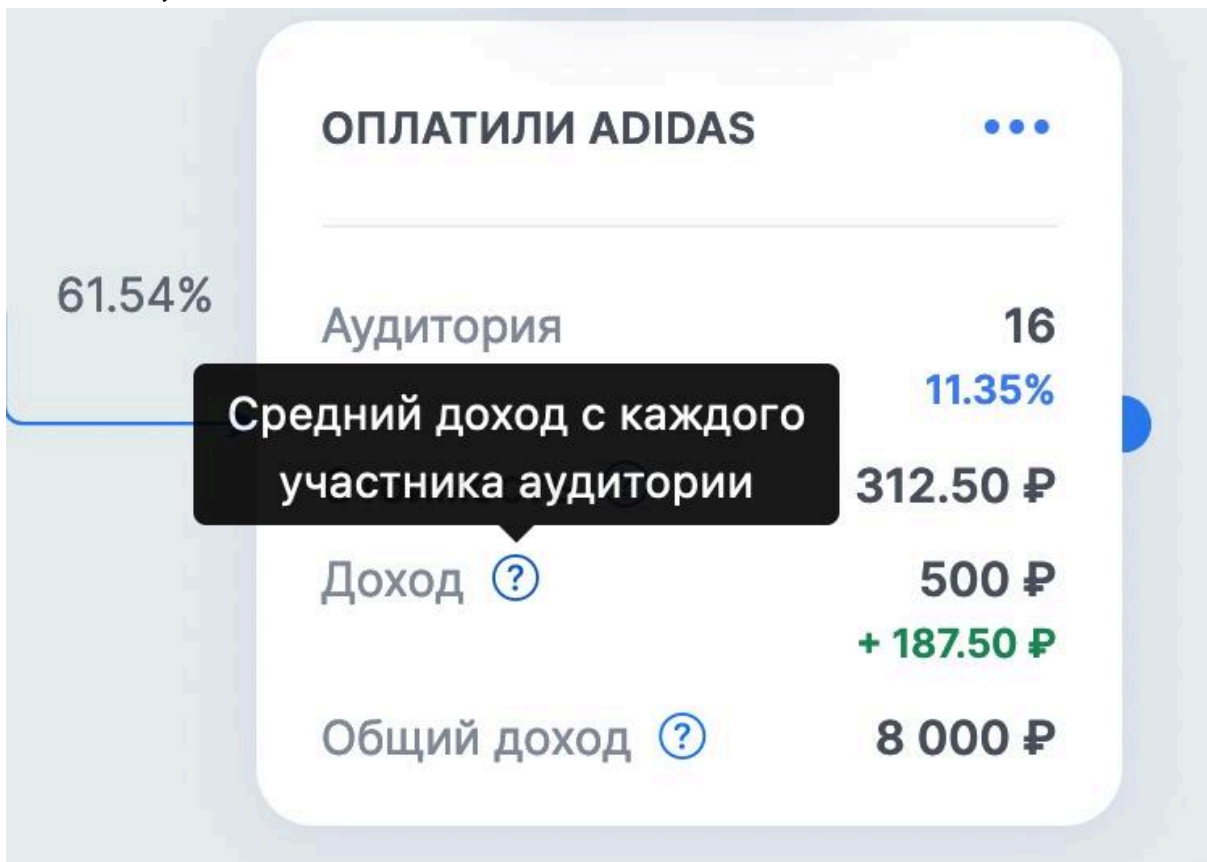 ОПЛАТИЛИ ADIDAS
61.54%
Аудитория 16
11.35%
Средний доход с каждого
участника аудитории
312.50 ₽
Доход ? 500 ₽
+ 187.50 ₽
Общий доход ? 8 000 ₽